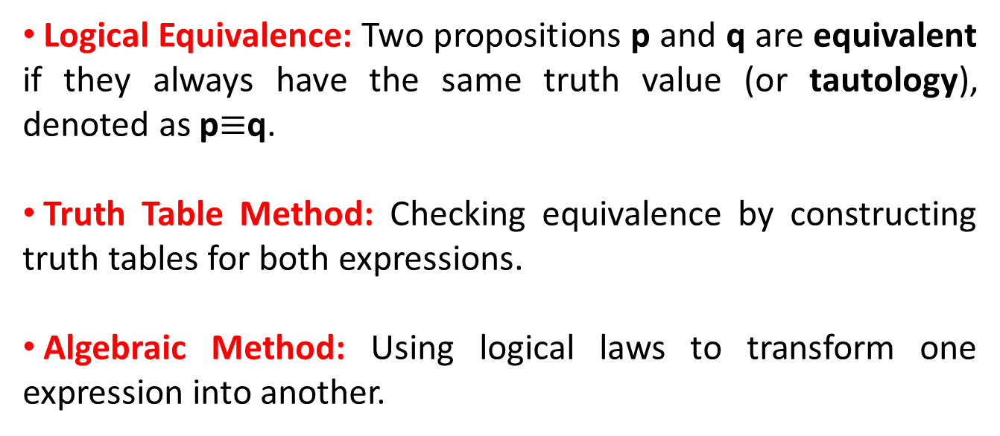 • Logical Equivalence: Two propositions p and q are equivalent
if they always have the same truth value (or tautology),
denoted as p≡q.
• Truth Table Method: Checking equivalence by constructing
truth tables for both expressions.
• Algebraic Method: Using logical laws to transform one
expression into another.